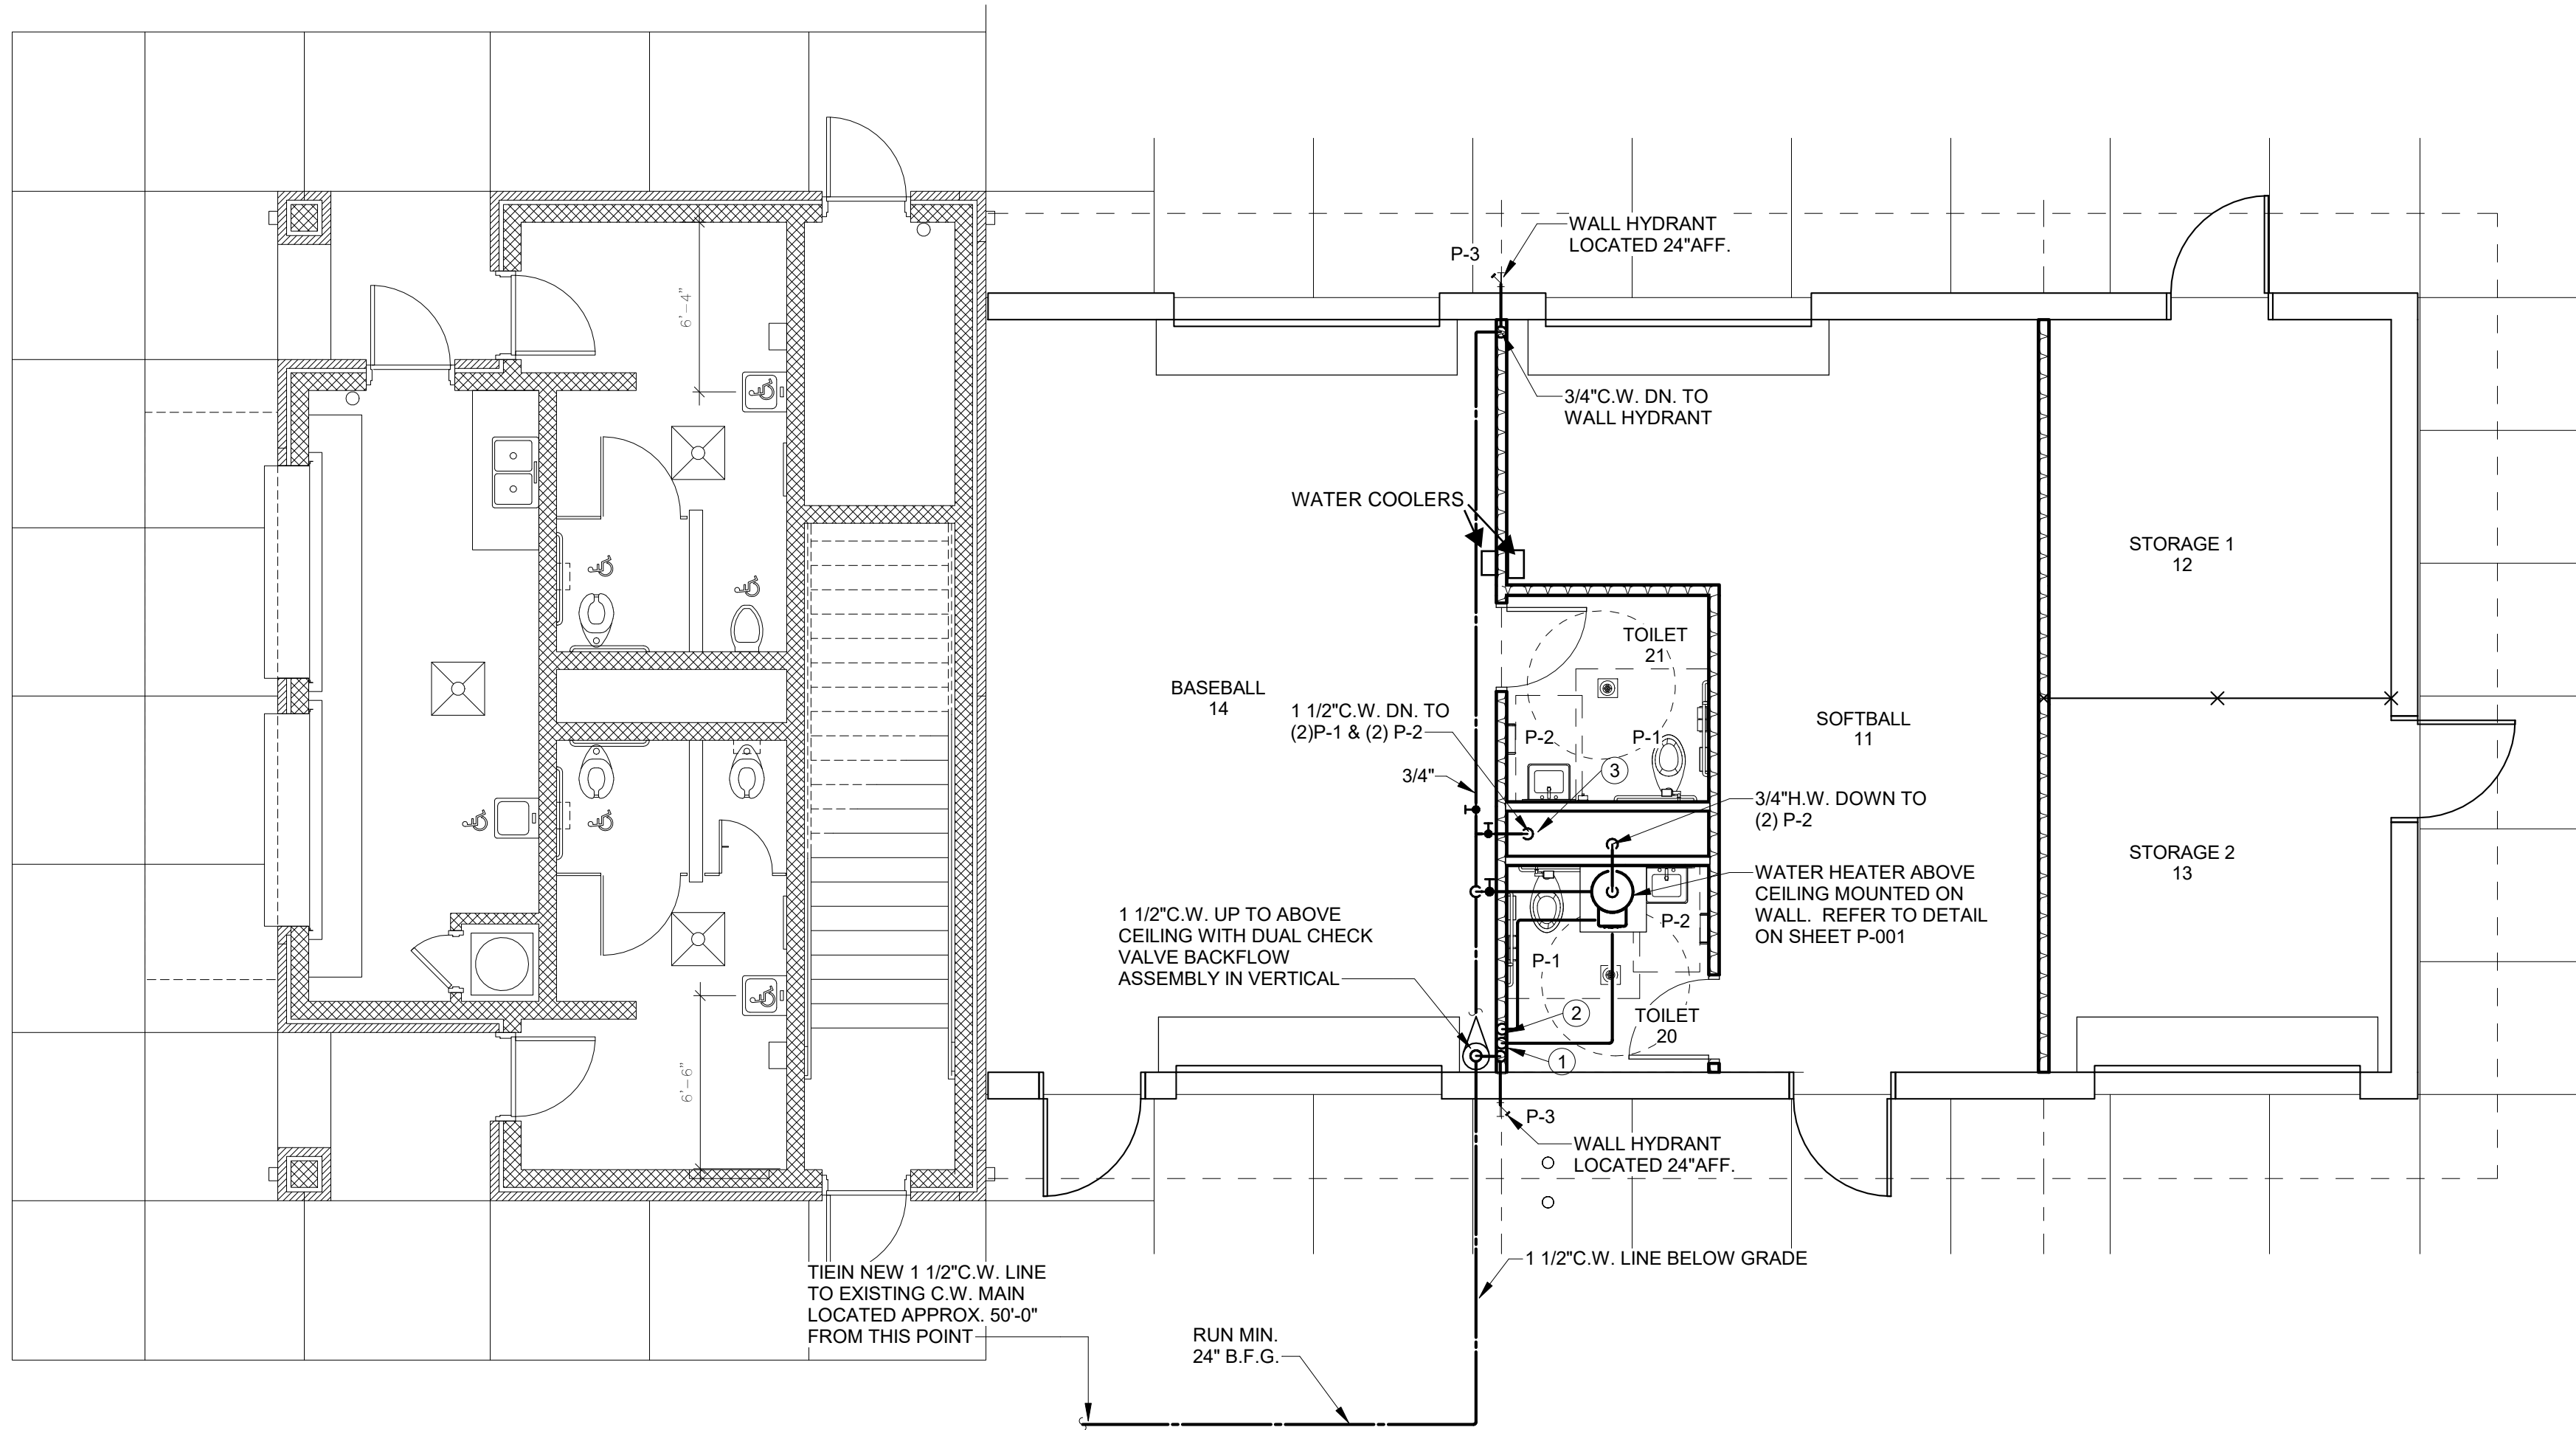 WALL HYDRANT
LOCATED 24"AFF.
P-3
6'-4"
3/4"C.W. DN. TO
WALL HYDRANT
WATER COOLERS
STORAGE 1
12
TOILET
21
BASEBALL
14
1 1/2"C.W. DN. TO
(2)P-1 & (2) P-2
P-2
P-1
SOFTBALL
11
3/4"
3
3/4"H.W. DOWN TO
(2) P-2
STORAGE 2
13
WATER HEATER ABOVE
CEILING MOUNTED ON
WALL. REFER TO DETAIL
ON SHEET P-001
1 1/2"C.W. UP TO ABOVE
CEILING WITH DUAL CHECK
VALVE BACKFLOW
ASSEMBLY IN VERTICAL
P-2
P-1
2
TOILET
20
1
6'-6"
P-3
WALL HYDRANT
LOCATED 24"AFF.
1 1/2"C.W. LINE BELOW GRADE
TIEIN NEW 1 1/2"C.W. LINE
TO EXISTING C.W. MAIN
LOCATED APPROX. 50'-0"
FROM THIS POINT
RUN MIN.
24" B.F.G.